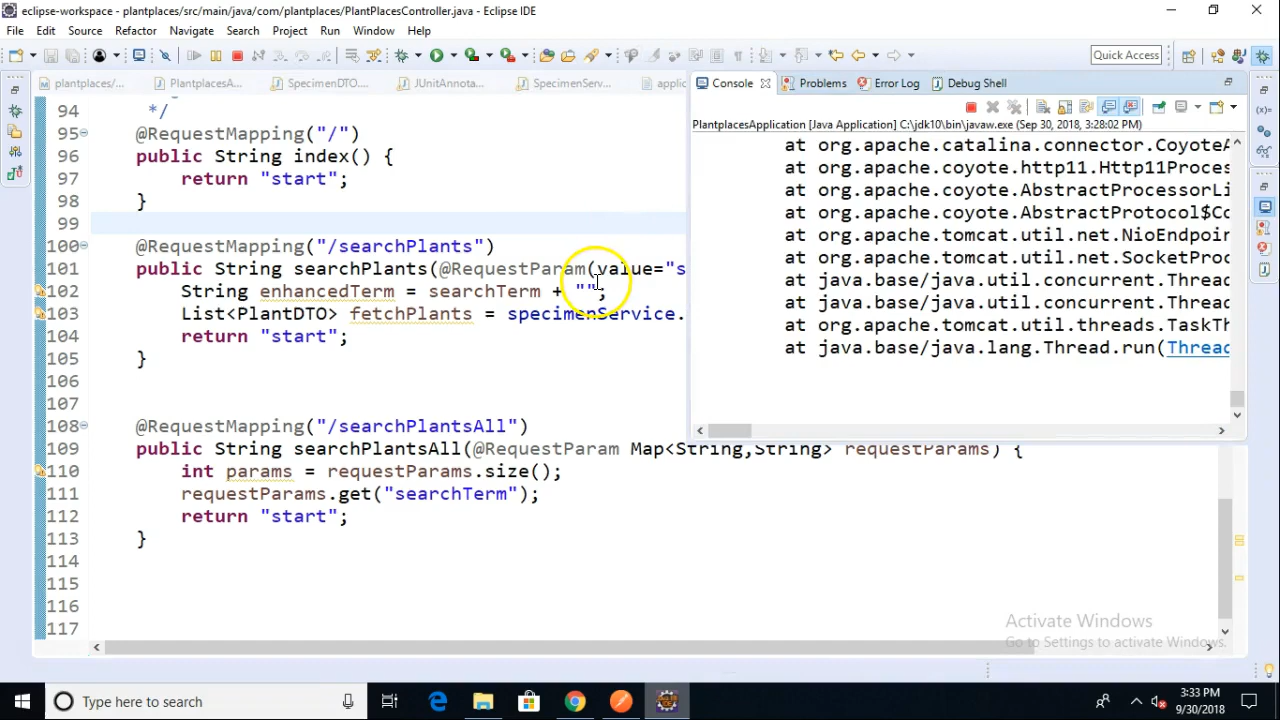 eclipse-workspace - plantplaces/src/main/java/com/plantplaces/PlantPlacesController.java - Eclipse IDE
File Edit Source Refactor Navigate Search Project Run Window Help
Quick Access
plantplaces/... PlantplacesA... SpecimenDTO.... JUnitAnnota... SpecimenServ... applic
Console Problems Error Log Debug Shell
PlantplacesApplication [Java Application] C:\jdk10\bin\javaw.exe (Sep 30, 2018, 3:28:02 PM)
94 */
95 @RequestMapping("/")
96 public String index() {
97 return "start";
98 }
99
100 @RequestMapping("/searchPlants")
101 public String searchPlants(@RequestParam(value="s
102 String enhancedTerm = searchTerm + "";
103 List<PlantDTO> fetchPlants = specimenService.
104 return "start";
105 }
106
107
108 @RequestMapping("/searchPlantsAll")
109 public String searchPlantsAll(@RequestParam Map<String,String> requestParams) {
110 int params = requestParams.size();
111 requestParams.get("searchTerm");
112 return "start";
113 }
114
115
116
117
at org.apache.catalina.connector.CoyoteA
at org.apache.coyote.http11.Http11Proces
at org.apache.coyote.AbstractProcessorLi
at org.apache.coyote.AbstractProtocol$Co
at org.apache.tomcat.util.net.NioEndpoin
at org.apache.tomcat.util.net.SocketProc
at java.base/java.util.concurrent.Threa
at java.base/java.util.concurrent.Threa
at org.apache.tomcat.util.threads.TaskTh
at java.base/java.lang.Thread.run(Threa
Activate Windows
Go to Settings to activate Windows.
Type here to search
3:33 PM
9/30/2018